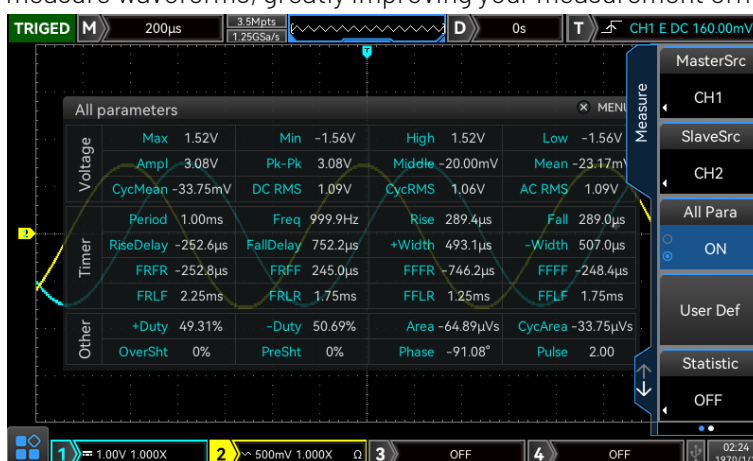 measure waveforms, greatly improving your measurement
TRIGED M 200μs 3.5Mpts 1.25GSa/s D 0s T CH1 E DC 160.00mV
T
MasterSrc
CH1
Measure
All parameters MENU
SlaveSrc
CH2
Voltage
Max 1.52V Min -1.56V High 1.52V Low -1.56V
Ampl 3.08V Pk-Pk 3.08V Middle -20.00mV Mean -23.17mV
CycMean -33.75mV DC RMS 1.09V CycRMS 1.06V AC RMS 1.09V
All Para
ON
Timer
Period 1.00ms Freq 999.9Hz Rise 289.4μs Fall 289.0μs
RiseDelay -252.6μs FallDelay 752.2μs +Width 493.1μs -Width 507.0μs
FRFR -252.8μs FRFF 245.0μs FFFR -746.2μs FFFF -248.4μs
FRLF 2.25ms FRLR 1.75ms FFLR 1.25ms FFLF 1.75ms
2
User Def
Other
+Duty 49.31% -Duty 50.69% Area -64.89μVs CycArea -33.75μVs
OverSht 0% PreSht 0% Phase -91.08° Pulse 2.00
Statistic
OFF
1 1.00V 1.000X 2 500mV 1.000X Ω 3 OFF 4 OFF 02:24